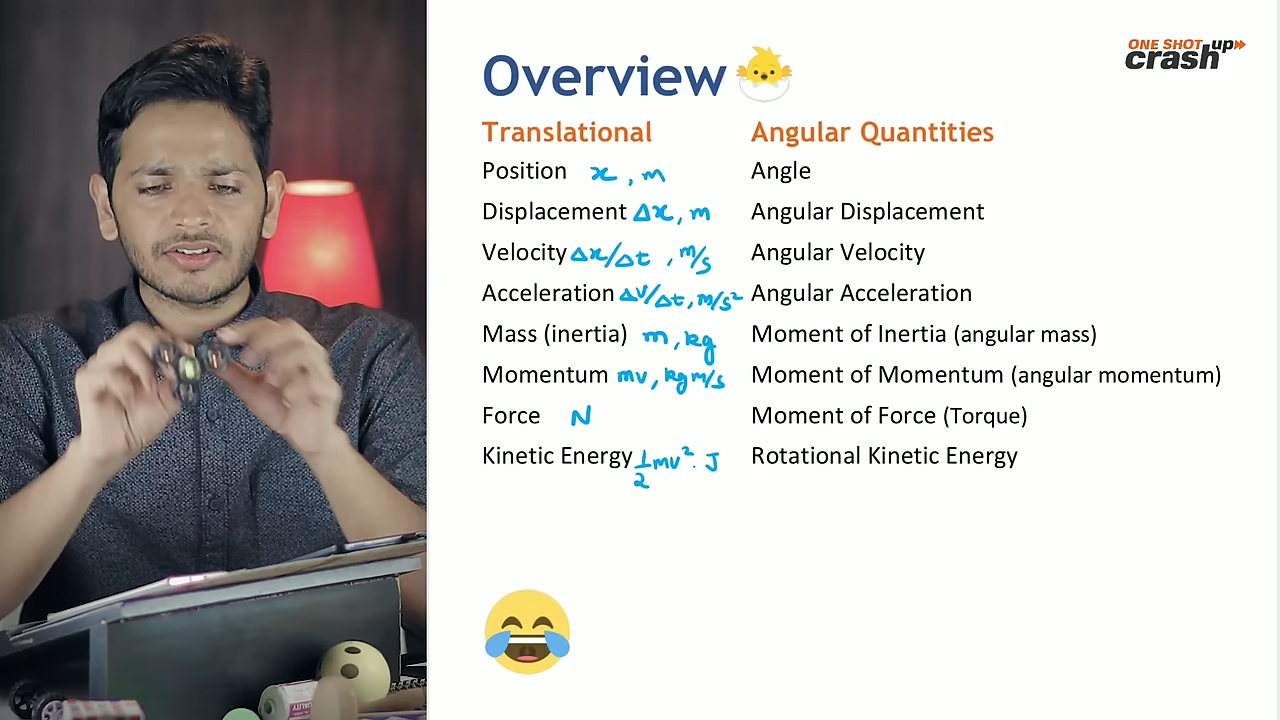 ONE SHOT up
crash
Overview
Translational Angular Quantities
Position x, m Angle
Displacement Δx, m Angular Displacement
Velocity Δx/Δt, m/s Angular Velocity
Acceleration Δv/Δt, m/s² Angular Acceleration
Mass (inertia) m, kg Moment of Inertia (angular mass)
Momentum mv, kg m/s Moment of Momentum (angular momentum)
Force N Moment of Force (Torque)
Kinetic Energy 1/2 mv². J Rotational Kinetic Energy